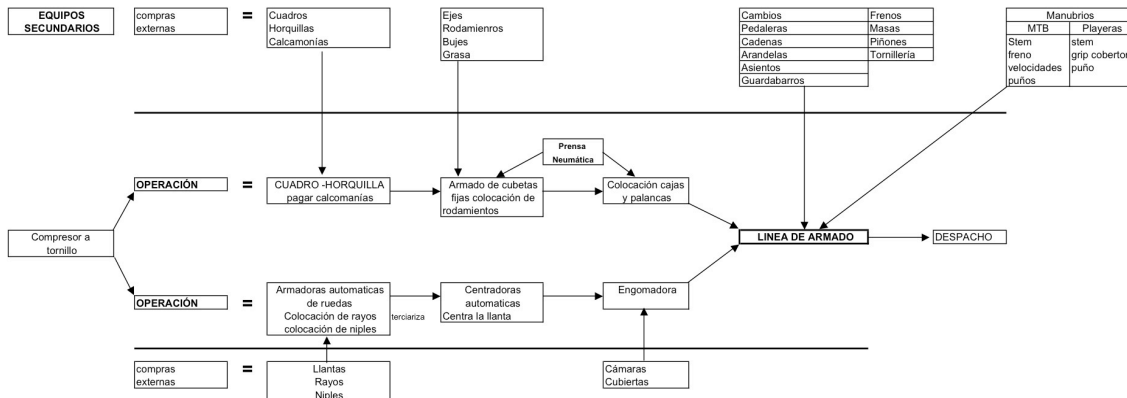 EQUIPOS
SECUNDARIOS
compras
externas
=
Cuadros
Horquillas
Calcamonías
Ejes
Rodamienros
Bujes
Grasa
Cambios
Pedaleras
Cadenas
Arandelas
Asientos
Guardabarros
Frenos
Masas
Piñones
Tornillería
Manubrios
MTB
Stem
freno
velocidades
puños
Playeras
stem
grip cobertor
puño
Prensa
Neumática
OPERACIÓN
=
CUADRO -HORQUILLA
pagar calcomanías
Armado de cubetas
fijas colocación de
rodamientos
Colocación cajas
y palancas
Compresor a
tornillo
LINEA DE ARMADO
DESPACHO
OPERACIÓN
=
Armadoras automaticas
de ruedas
Colocación de rayos
colocación de niples
terciariza
Centradoras
automaticas
Centra la llanta
Engomadora
compras
externas
=
Llantas
Rayos
Niples
Cámaras
Cubiertas